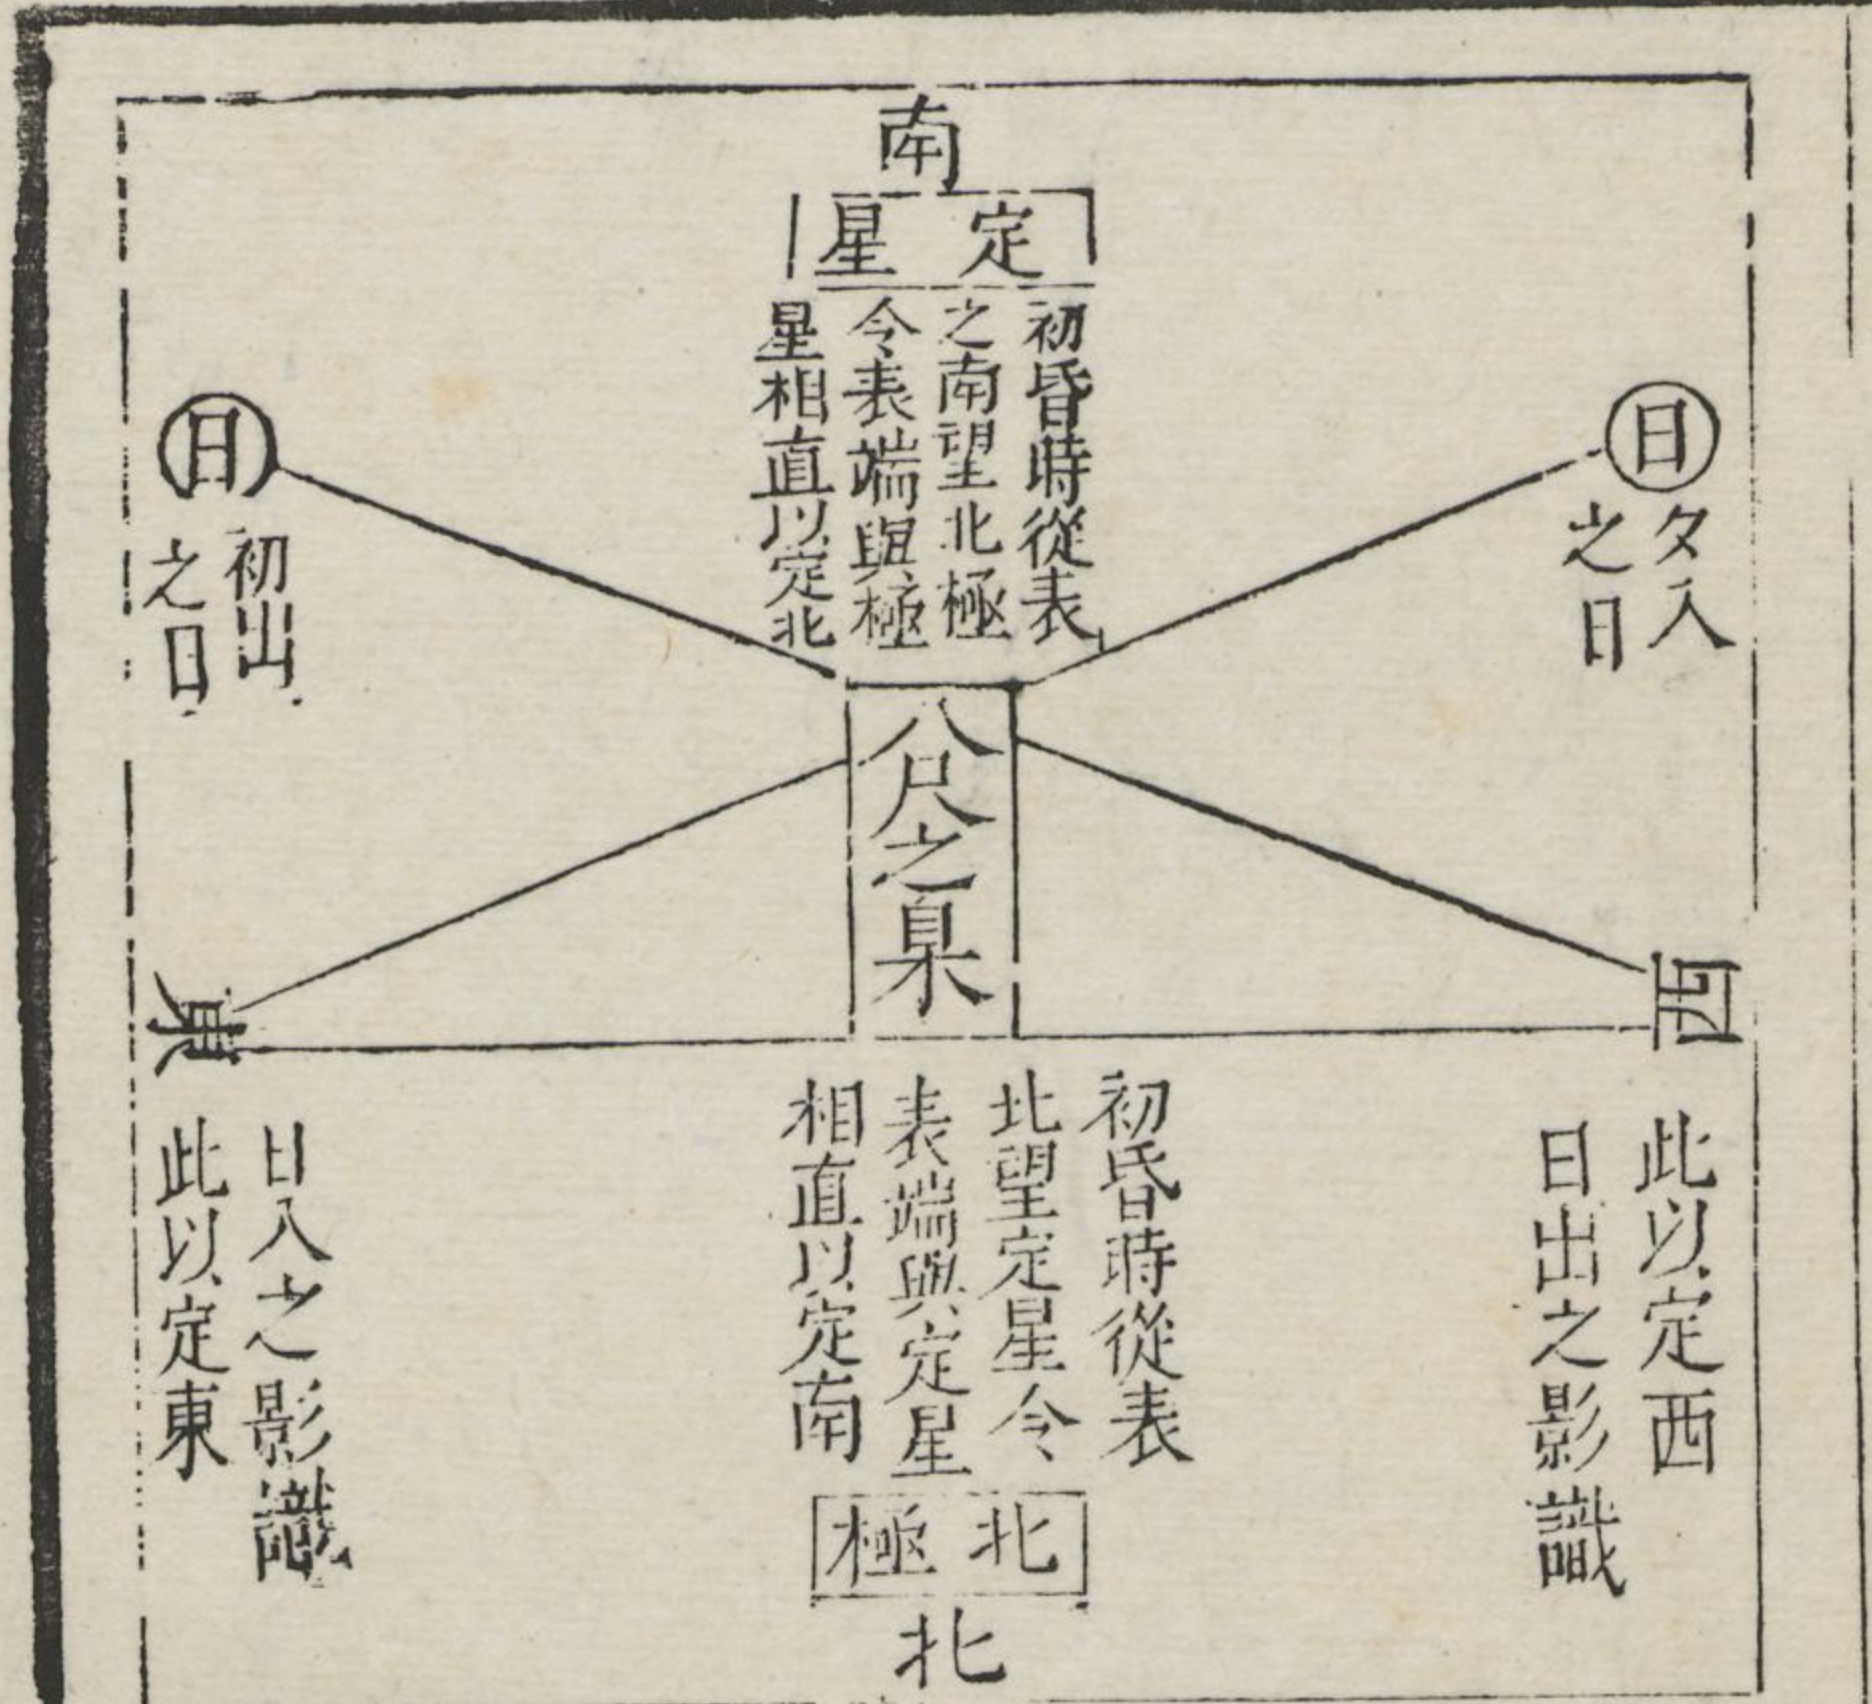 南
定星
初昏時從表
之南望北極
令表端與極
星相直以定北
日
夕入
之日
日
初出
之日
八尺之臬
西
東
此以定西
日出之影識
初昏時從表
北望定星令
表端與定星
相直以定南
日入之影識
此以定東
北極
北